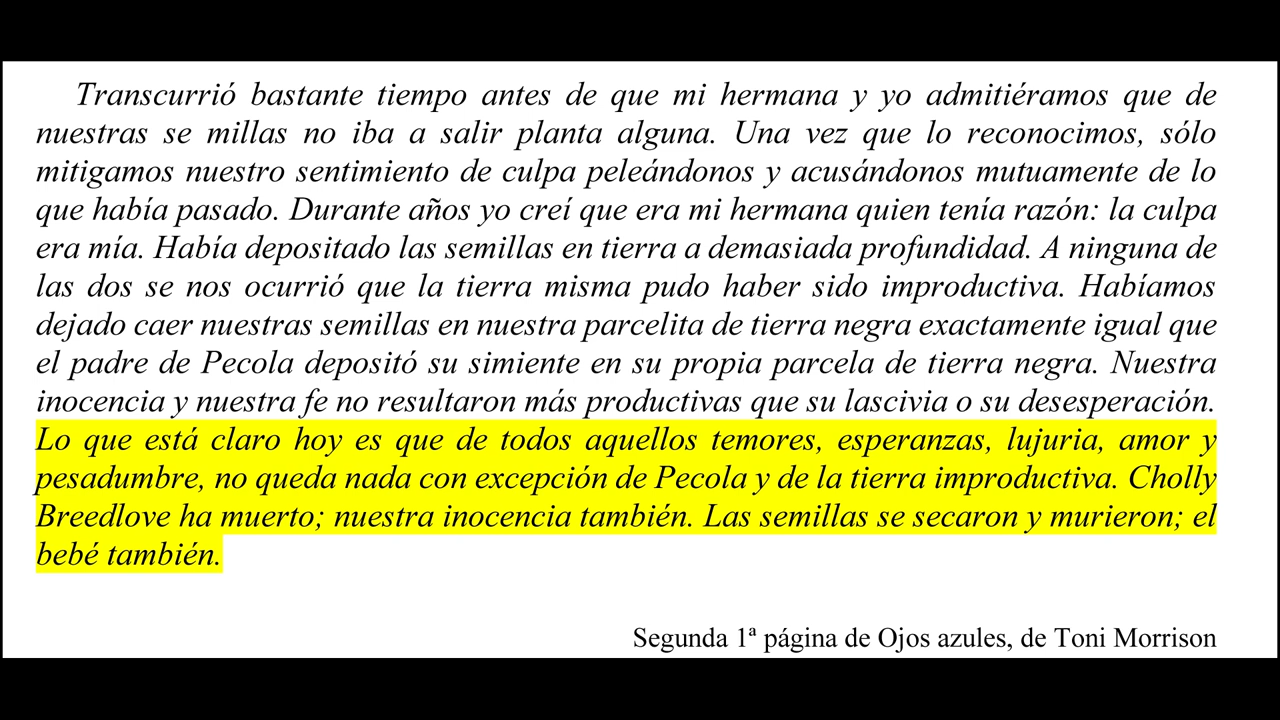 Transcurrió bastante tiempo antes de que mi hermana y yo admitiéramos que de
nuestras se millas no iba a salir planta alguna. Una vez que lo reconocimos, sólo
mitigamos nuestro sentimiento de culpa peleándonos y acusándonos mutuamente de lo
que había pasado. Durante años yo creí que era mi hermana quien tenía razón: la culpa
era mía. Había depositado las semillas en tierra a demasiada profundidad. A ninguna de
las dos se nos ocurrió que la tierra misma pudo haber sido improductiva. Habíamos
dejado caer nuestras semillas en nuestra parcelita de tierra negra exactamente igual que
el padre de Pecola depositó su simiente en su propia parcela de tierra negra. Nuestra
inocencia y nuestra fe no resultaron más productivas que su lascivia o su desesperación.
Lo que está claro hoy es que de todos aquellos temores, esperanzas, lujuria, amor y
pesadumbre, no queda nada con excepción de Pecola y de la tierra improductiva. Cholly
Breedlove ha muerto; nuestra inocencia también. Las semillas se secaron y murieron; el
bebé también.
Segunda 1ª página de Ojos azules, de Toni Morrison